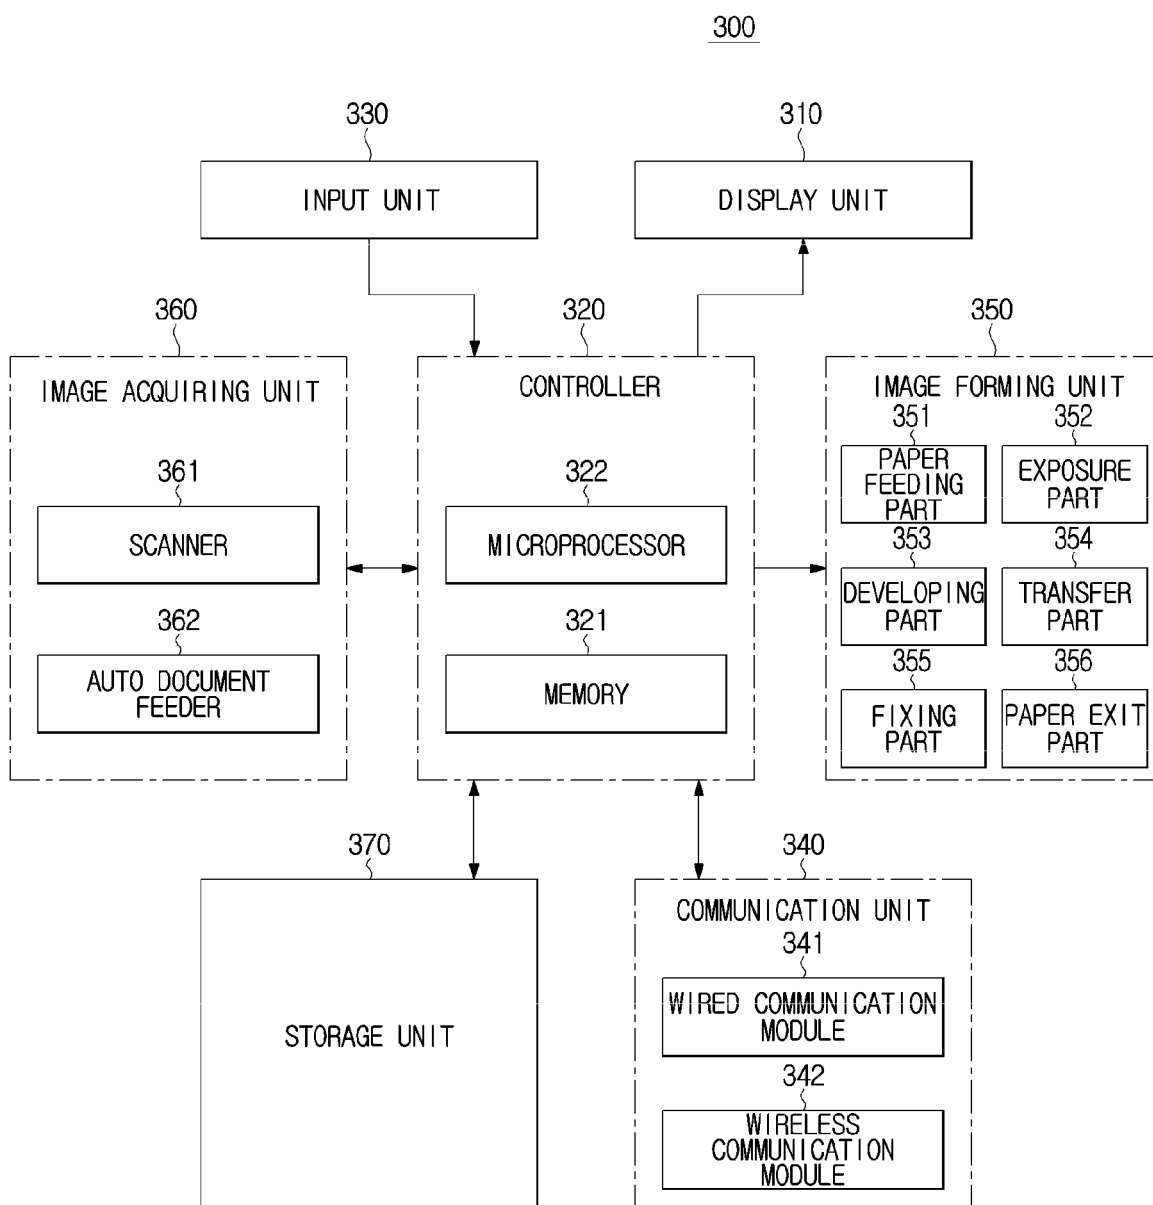 300
330
310
INPUT UNIT
DISPLAY UNIT
360
320
350
IMAGE ACQUIRING UNIT
CONTROLLER
IMAGE FORMING UNIT
361
SCANNER
362
AUTO DOCUMENT
FEEDER
322
MICROPROCESSOR
321
MEMORY
351
PAPER
FEEDING
PART
352
EXPOSURE
PART
353
DEVELOPING
PART
354
TRANSFER
PART
355
FIXING
PART
356
PAPER EXIT
PART
370
STORAGE UNIT
340
COMMUNICATION UNIT
341
WIRED COMMUNICATION
MODULE
342
WIRELESS
COMMUNICATION
MODULE